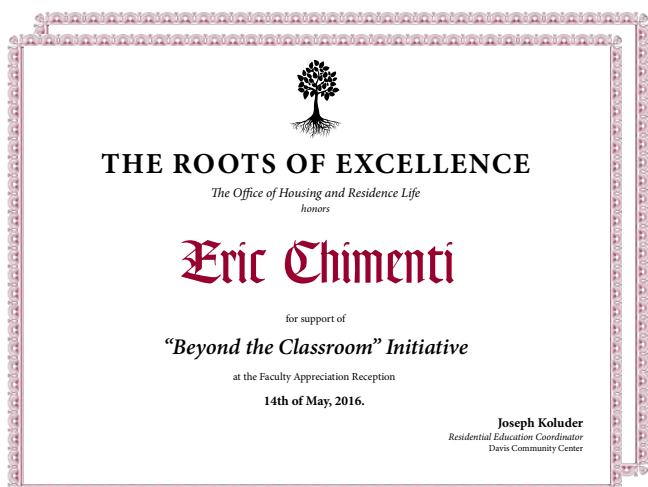 THE ROOTS OF EXCELLENCE
The Office of Housing and Residence Life
honors
Eric Chimenti
for support of
“Beyond the Classroom” Initiative
at the Faculty Appreciation Reception
14th of May, 2016.
Joseph Koluder
Residential Education Coordinator
Davis Community Center